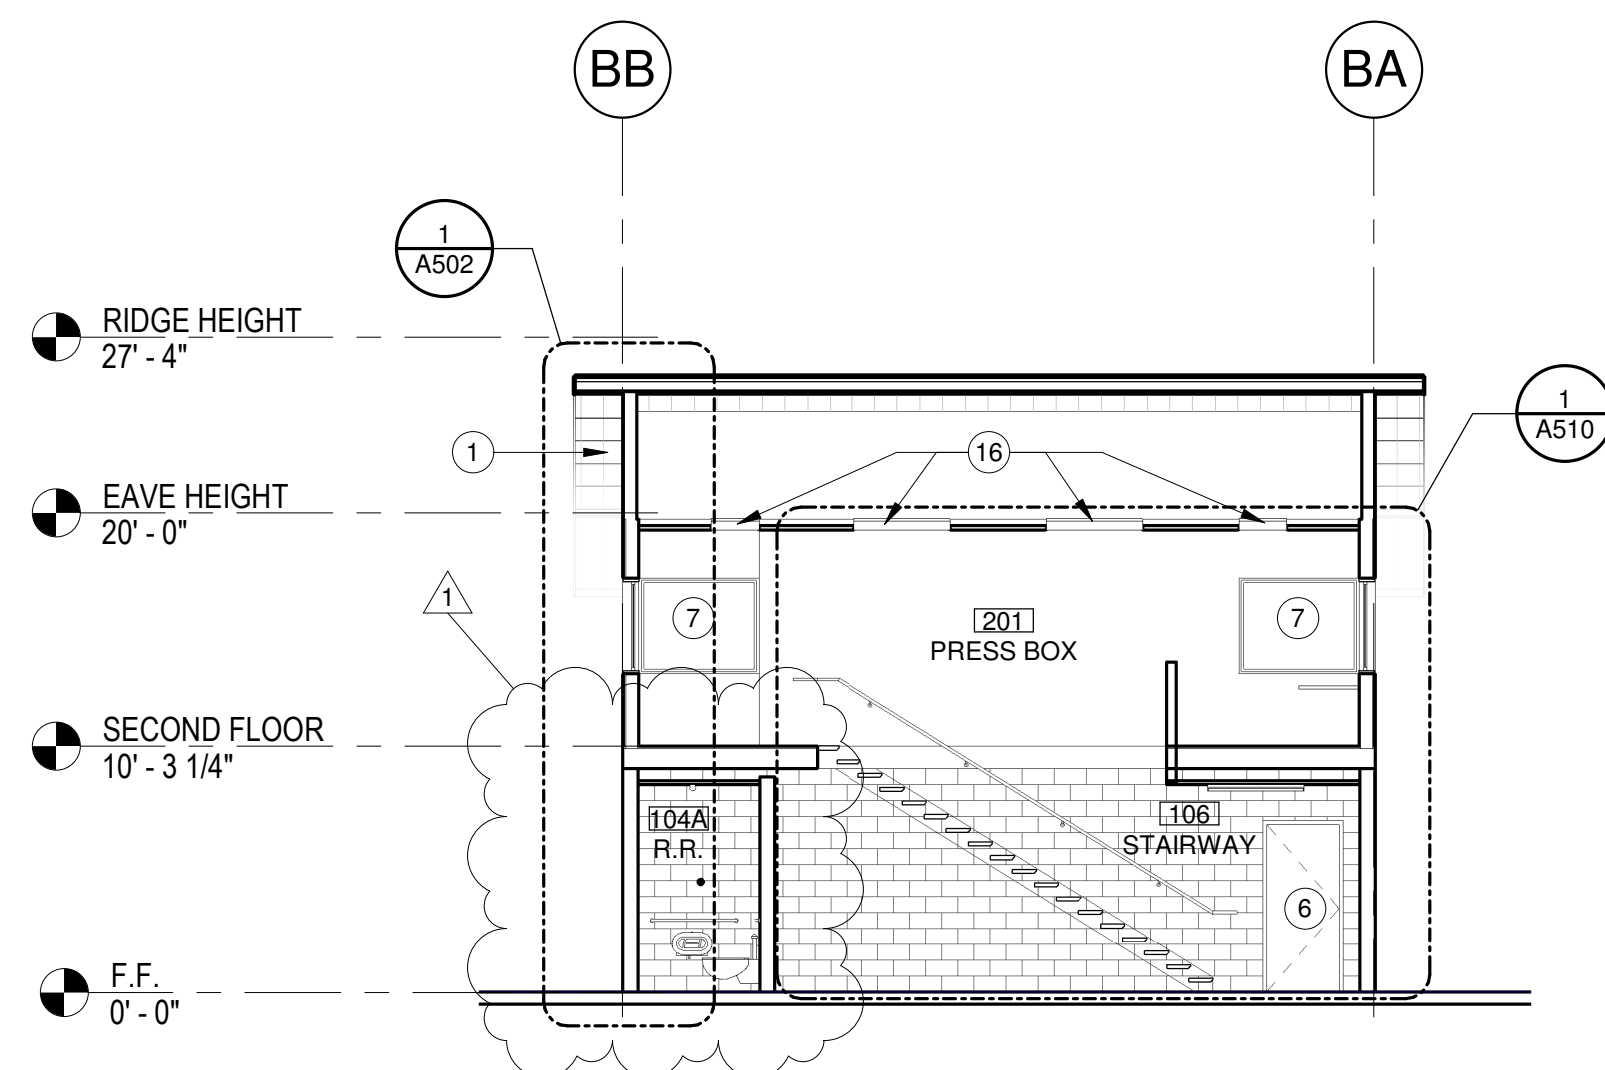 BB
BA
1
A502
RIDGE HEIGHT
27' - 4"
1
A510
1
16
EAVE HEIGHT
20' - 0"
1
7
7
201
PRESS BOX
SECOND FLOOR
10' - 3 1/4"
104A
R.R.
106
STAIRWAY
6
F.F.
0' - 0"